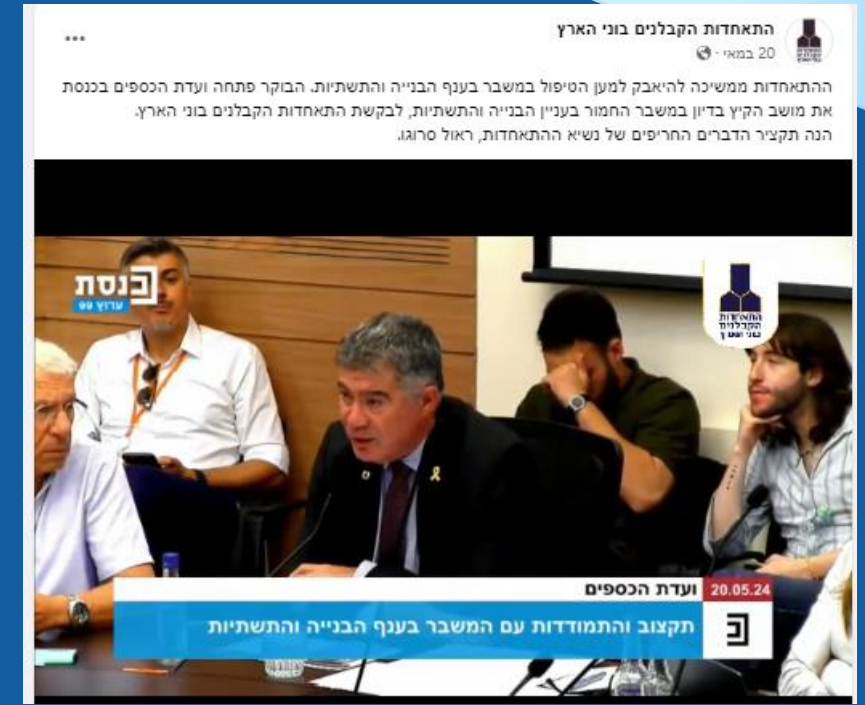 התאחדות הקבלנים בוני הארץ
20 במאי ·
ההתאחדות ממשיכה להיאבק למען הטיפול במשבר בענף הבנייה והתשתיות. הבוקר פתחה ועדת הכספים בכנסת
את מושב הקיץ בדיון במשבר החמור בעניין הבנייה והתשתיות, לבקשת התאחדות הקבלנים בוני הארץ.
הנה תקציר הדברים החריפים של נשיא ההתאחדות, ראול סרוגו.
כנסת
ערוץ 99
התאחדות
הקבלנים
בוני הארץ
20.05.24 ועדת הכספים
תקצוב והתמודדות עם המשבר בענף הבנייה והתשתיות